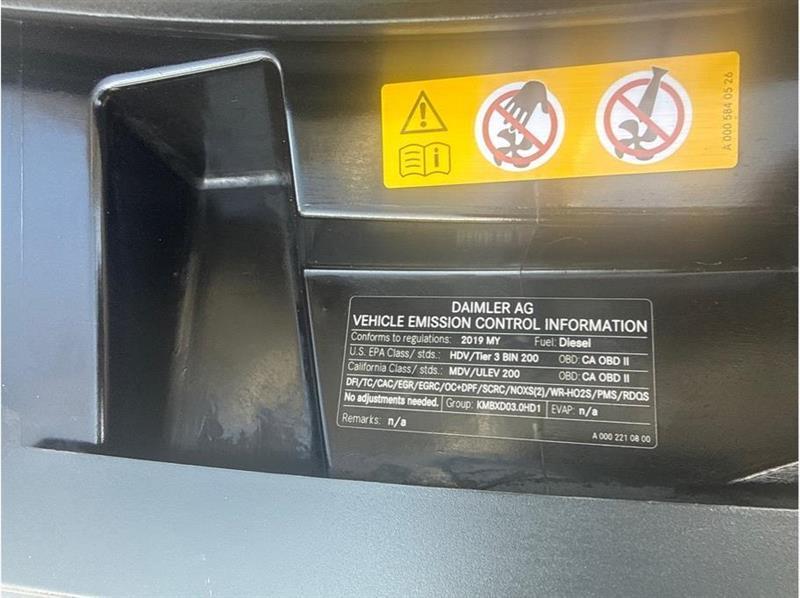 A 000 584 05 26
DAIMLER AG
VEHICLE EMISSION CONTROL INFORMATION
Conforms to regulations: 2019 MY Fuel: Diesel
U.S. EPA Class/ stds.: HDV/Tier 3 BIN 200 OBD: CA OBD II
California Class/ stds.: MDV/ULEV 200 OBD: CA OBD II
DFI/TC/CAC/EGR/EGRC/OC+DPF/SCRC/NOXS(2)/WR-HO2S/PMS/RDQS
No adjustments needed. Group: KMBXD03.0HD1 EVAP: n/a
Remarks: n/a
A 000 221 08 00